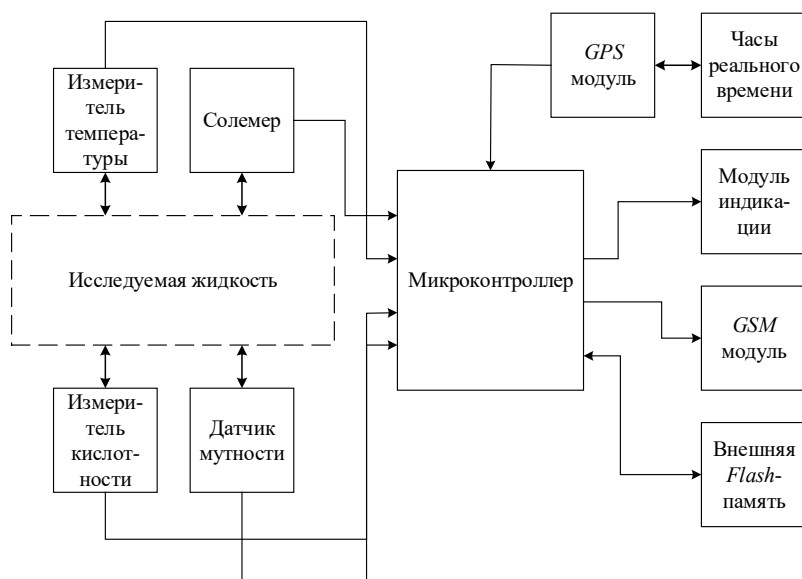 Измери-
тель
темпера-
туры
Солемер
GPS
модуль
Часы
реального
времени
Модуль
индика-
ции
Исследуемая жидкость
Микроконтроллер
GSM
модуль
Измери-
тель
кислот-
ности
Датчик
мутности
Внешняя
Flash-
память